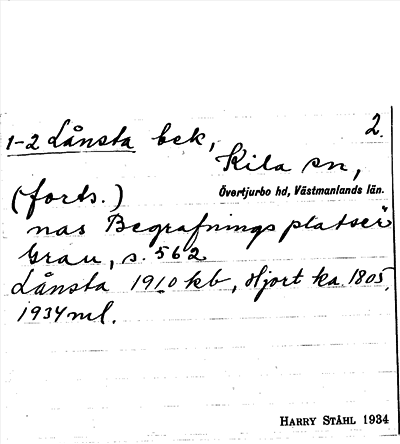 2.
1-2 Lånsta bek,
Kila sn,
Övertjurbo hd, Västmanlands län.
(forts.)
nas Begrafnings platser"
Grau, s. 562
Lånsta 1910 kb, Hjort ka. 1805,
1934 ml.
HARRY STÅHL 1934